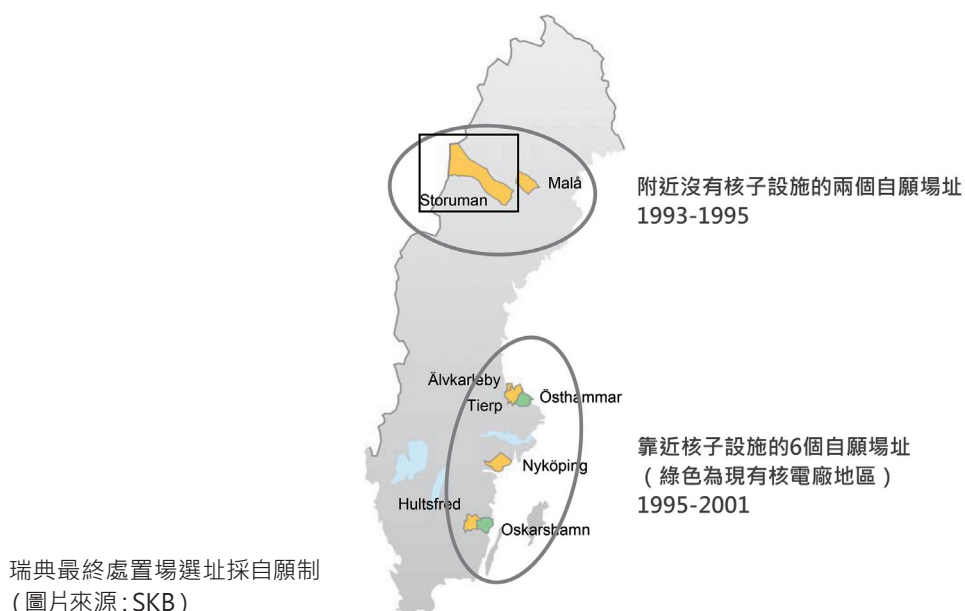 Malå
Storuman
附近沒有核子設施的兩個自願場址
1993-1995
Älvkarleby
Tierp
Östhammar
Nyköping
Hultsfred
Oskarshamn
靠近核子設施的6個自願場址
（綠色為現有核電廠地區）
1995-2001
瑞典最終處置場選址採自願制
（圖片來源：SKB）